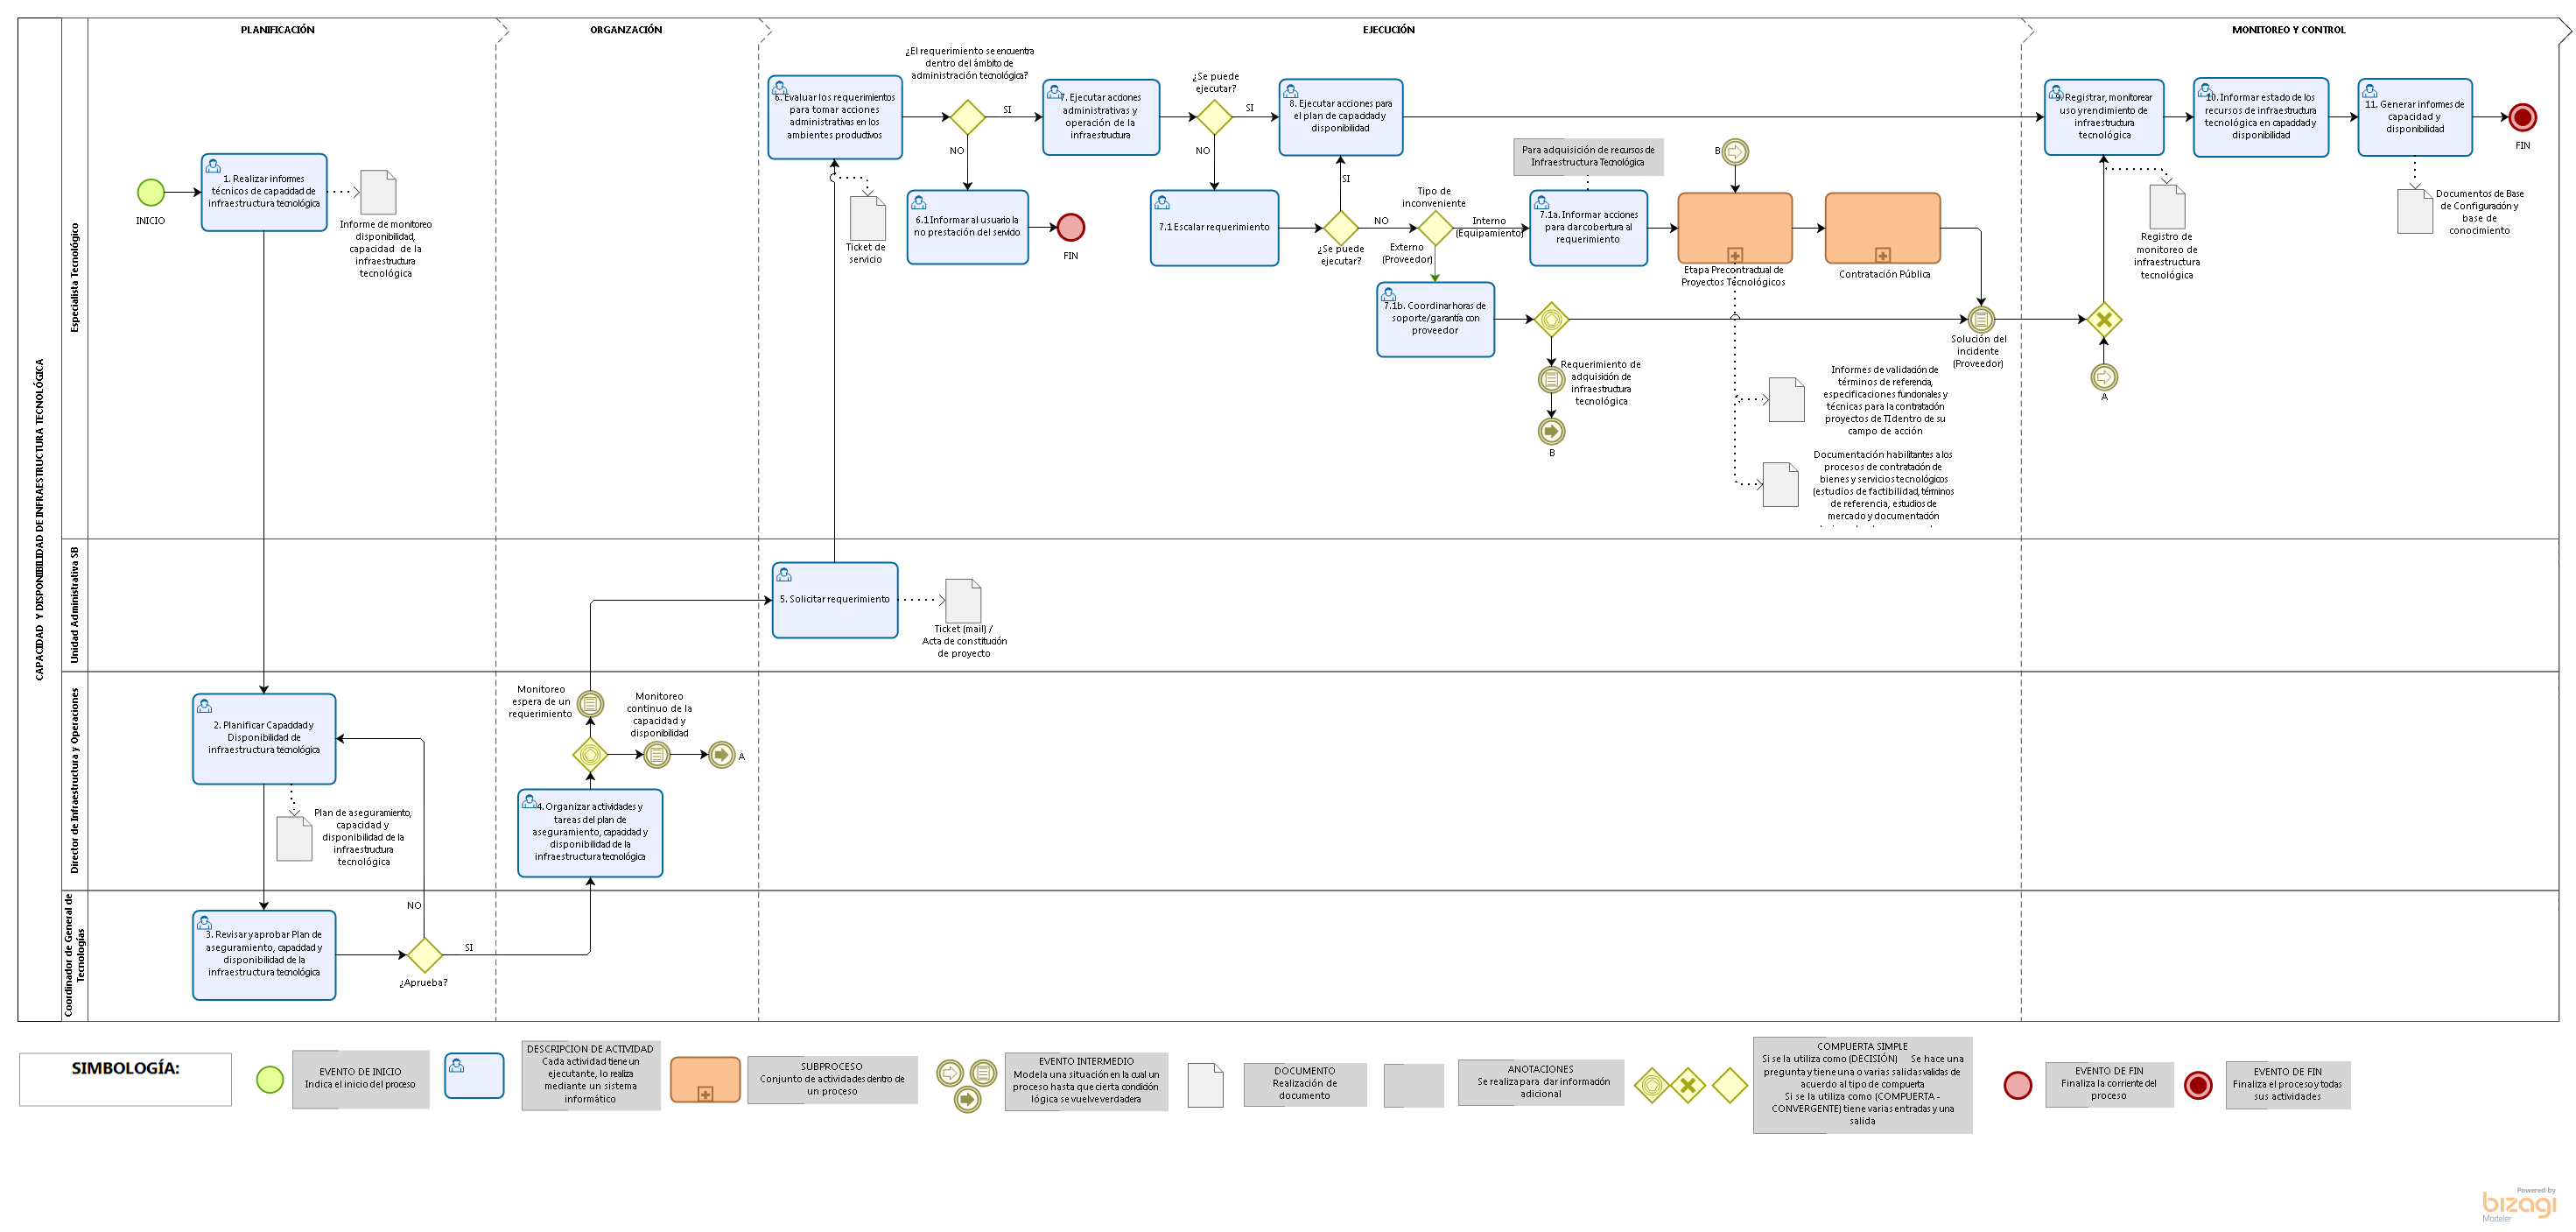 PLANIFICACIÓN
ORGANZACIÓN
EJECUCIÓN
MONITOREO Y CONTROL
CAPACIDAD Y DISPONIBILIDAD DE INFRAESTRUCTURA TECNOLÓGICA
Especialista Tecnológico
Unidad Administrativa SB
Director de Infraestructura y Operaciones
Coordinador de General de
Tecnologías
INICIO
1. Realizar informes
técnicos de capacidad de
infraestructura tecnológica
Informe de monitoreo
disponibilidad,
capacidad de la
infraestructura
tecnológica
2. Planificar Capacidad y
Disponibilidad de
infraestructura tecnológica
Plan de aseguramiento,
capacidad y
disponibilidad de la
infraestructura
tecnológica
3. Revisar y aprobar Plan de
aseguramiento, capacidad y
disponibilidad de la
infraestructura tecnológica
¿Aprueba?
NO
SI
4. Organizar actividades y
tareas del plan de
aseguramiento, capacidad y
disponibilidad de la
infraestructura tecnológica
Monitoreo
espera de un
requerimiento
Monitoreo
continuo de la
capacidad y
disponibilidad
A
5. Solicitar requerimiento
Ticket (mail) /
Acta de constitución
de proyecto
6. Evaluar los requerimientos
para tomar acciones
administrativas en los
ambientes productivos
Ticket de
servicio
¿El requerimiento se encuentra
dentro del ámbito de
administración tecnológica?
SI
NO
6.1 Informar al usuario la
no prestación del servicio
FIN
7. Ejecutar acciones
administrativas y
operación de la
infraestructura
¿Se puede
ejecutar?
SI
NO
8. Ejecutar acciones para
el plan de capacidad y
disponibilidad
7.1 Escalar requerimiento
SI
¿Se puede
ejecutar?
NO
Tipo de
inconveniente
Interno
(Equipamiento)
Externo
(Proveedor)
Para adquisición de recursos de
Infraestructura Tecnológica
7.1a. Informar acciones
para dar cobertura al
requerimiento
7.1b. Coordinar horas de
soporte/garantía con
proveedor
B
Etapa Precontractual de
Proyectos Tecnológicos
Contratación Pública
Requerimiento de
adquisición de
infraestructura
tecnológica
B
Solución del
incidente
(Proveedor)
Informes de validación de
términos de referencia,
especificaciones funcionales y
técnicas para la contratación
proyectos de TI dentro de su
campo de acción
Documentación habilitantes a los
procesos de contratación de
bienes y servicios tecnológicos
(estudios de factibilidad, términos
de referencia, estudios de
mercado y documentación
9. Registrar, monitorear
uso y rendimiento de
infraestructura
tecnológica
Registro de
monitoreo de
infraestructura
tecnológica
A
10. Informar estado de los
recursos de infraestructura
tecnológica en capacidad y
disponibilidad
11. Generar informes de
capacidad y
disponibilidad
Documentos de Base
de Configuración y
base de
conocimiento
FIN
SIMBOLOGÍA:
EVENTO DE INICIO
Indica el inicio del proceso
DESCRIPCION DE ACTIVIDAD
Cada actividad tiene un
ejecutante, lo realiza
mediante un sistema
informático
SUBPROCESO
Conjunto de actividades dentro de
un proceso
EVENTO INTERMEDIO
Modela una situación en la cual un
proceso hasta que cierta condición
lógica se vuelve verdadera
DOCUMENTO
Realización de
documento
ANOTACIONES
Se realiza para dar información
adicional
COMPUERTA SIMPLE
Si se la utiliza como (DECISIÓN) Se hace una
pregunta y tiene una o varias salidas validas de
acuerdo al tipo de compuerta
Si se la utiliza como (COMPUERTA -
CONVERGENTE) tiene varias entradas y una
salida
EVENTO DE FIN
Finaliza la corriente del
proceso
EVENTO DE FIN
Finaliza el proceso y todas
sus actividades
Powered by
bizagi
Modeler